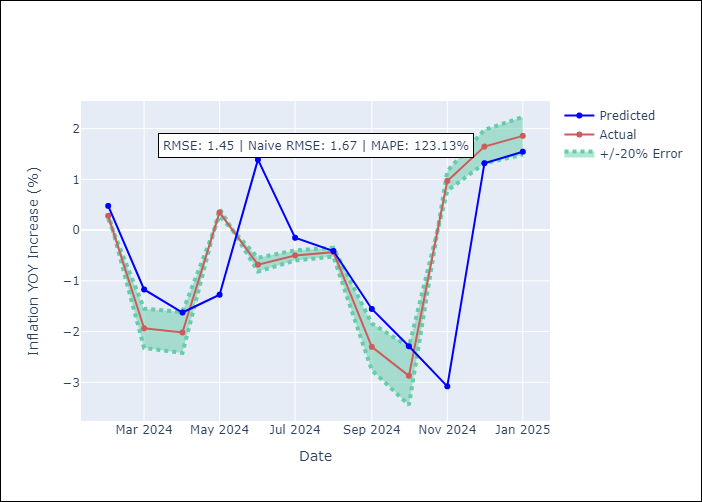 RMSE: 1.45 | Naive RMSE: 1.67 | MAPE: 123.13%
Predicted
Actual
+/-20% Error
Inflation YOY Increase (%)
2
1
0
−1
−2
−3
Mar 2024
May 2024
Jul 2024
Sep 2024
Nov 2024
Jan 2025
Date